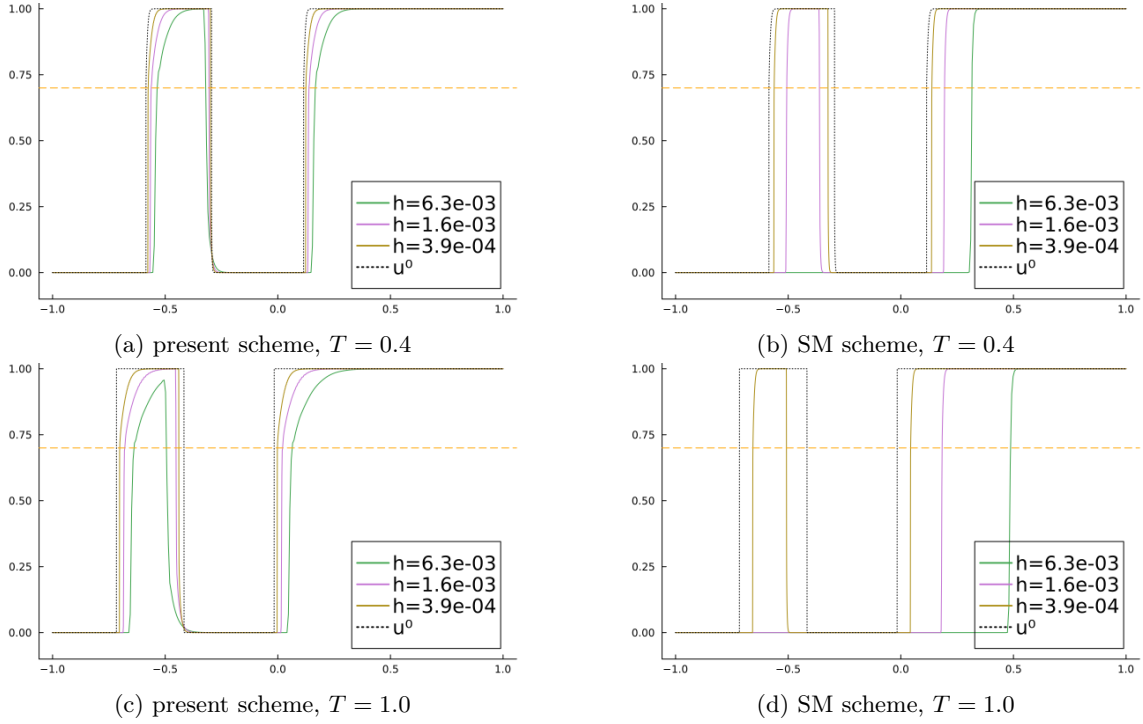 1.00
0.75
0.50
0.25
0.00
−1.0 −0.5 0.0 0.5 1.0
h=6.3e-03
h=1.6e-03
h=3.9e-04
u⁰
(a) present scheme, T = 0.4
1.00
0.75
0.50
0.25
0.00
−1.0 −0.5 0.0 0.5 1.0
h=6.3e-03
h=1.6e-03
h=3.9e-04
u⁰
(b) SM scheme, T = 0.4
1.00
0.75
0.50
0.25
0.00
−1.0 −0.5 0.0 0.5 1.0
h=6.3e-03
h=1.6e-03
h=3.9e-04
u⁰
(c) present scheme, T = 1.0
1.00
0.75
0.50
0.25
0.00
−1.0 −0.5 0.0 0.5 1.0
h=6.3e-03
h=1.6e-03
h=3.9e-04
u⁰
(d) SM scheme, T = 1.0